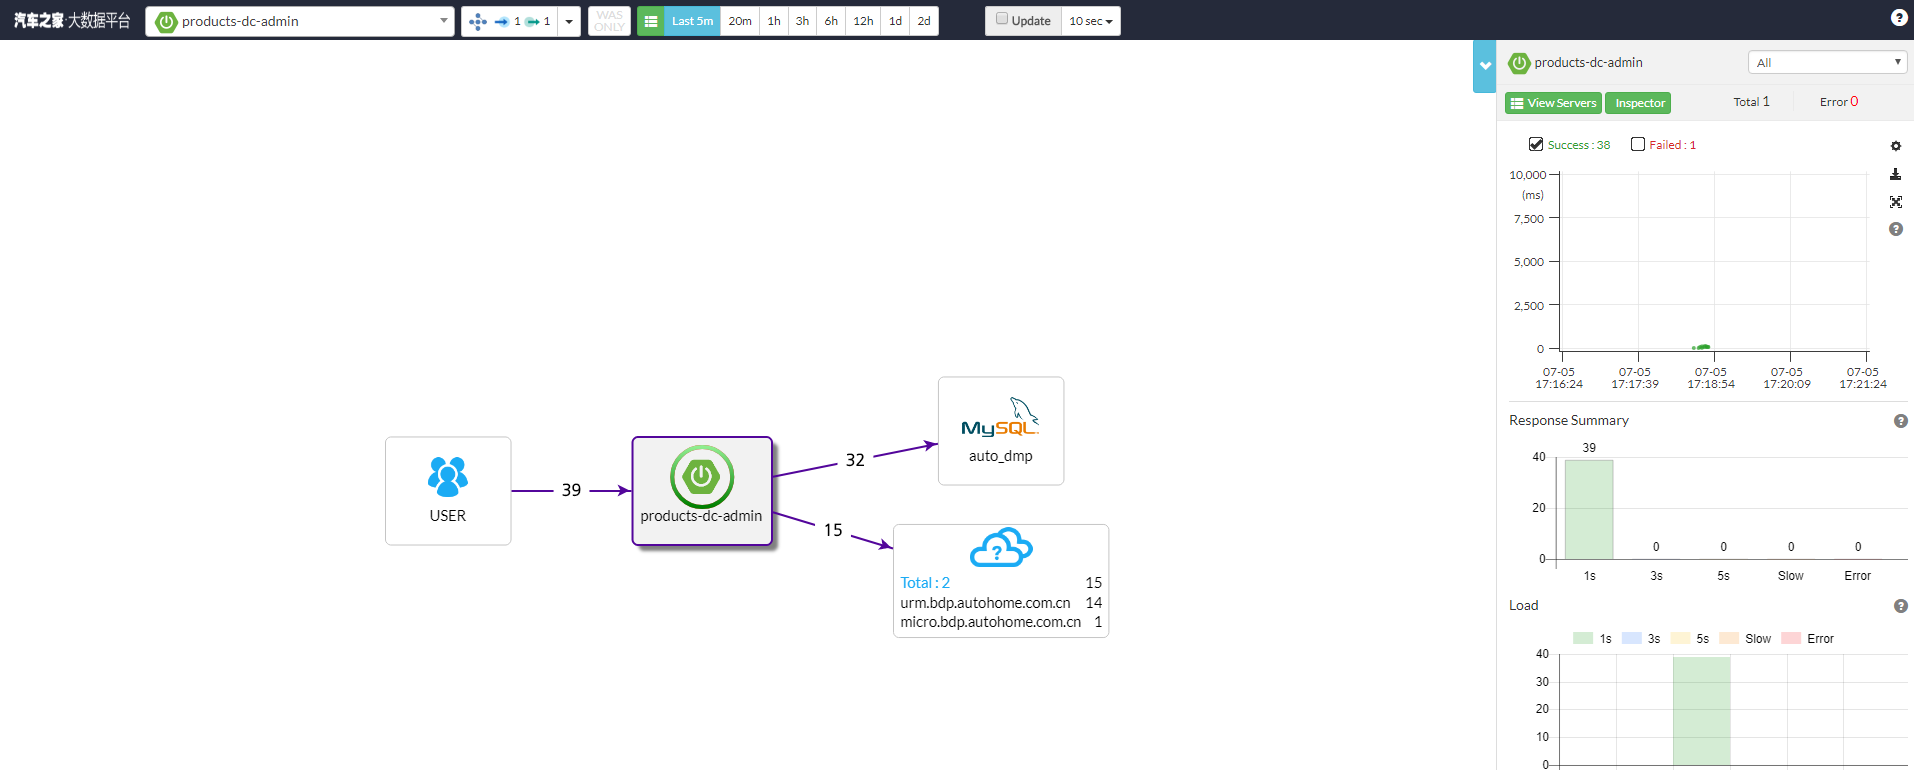 汽车之家·大数据平台
products-dc-admin
1 1
WAS ONLY
Last 5m 20m 1h 3h 6h 12h 1d 2d
Update 10 sec
products-dc-admin
All
View Servers Inspector Total 1 Error 0
Success : 38 Failed : 1
10,000
(ms)
7,500
5,000
2,500
0
07-05 07-05 07-05 07-05 07-05
17:16:24 17:17:39 17:18:54 17:20:09 17:21:24
USER
39
products-dc-admin
32
15
MySQL
auto_dmp
?
Total : 2 15
urm.bdp.autohome.com.cn 14
micro.bdp.autohome.com.cn 1
Response Summary
40
20
0
39 0 0 0 0
1s 3s 5s Slow Error
Load
1s 3s 5s Slow Error
40
30
20
10
0